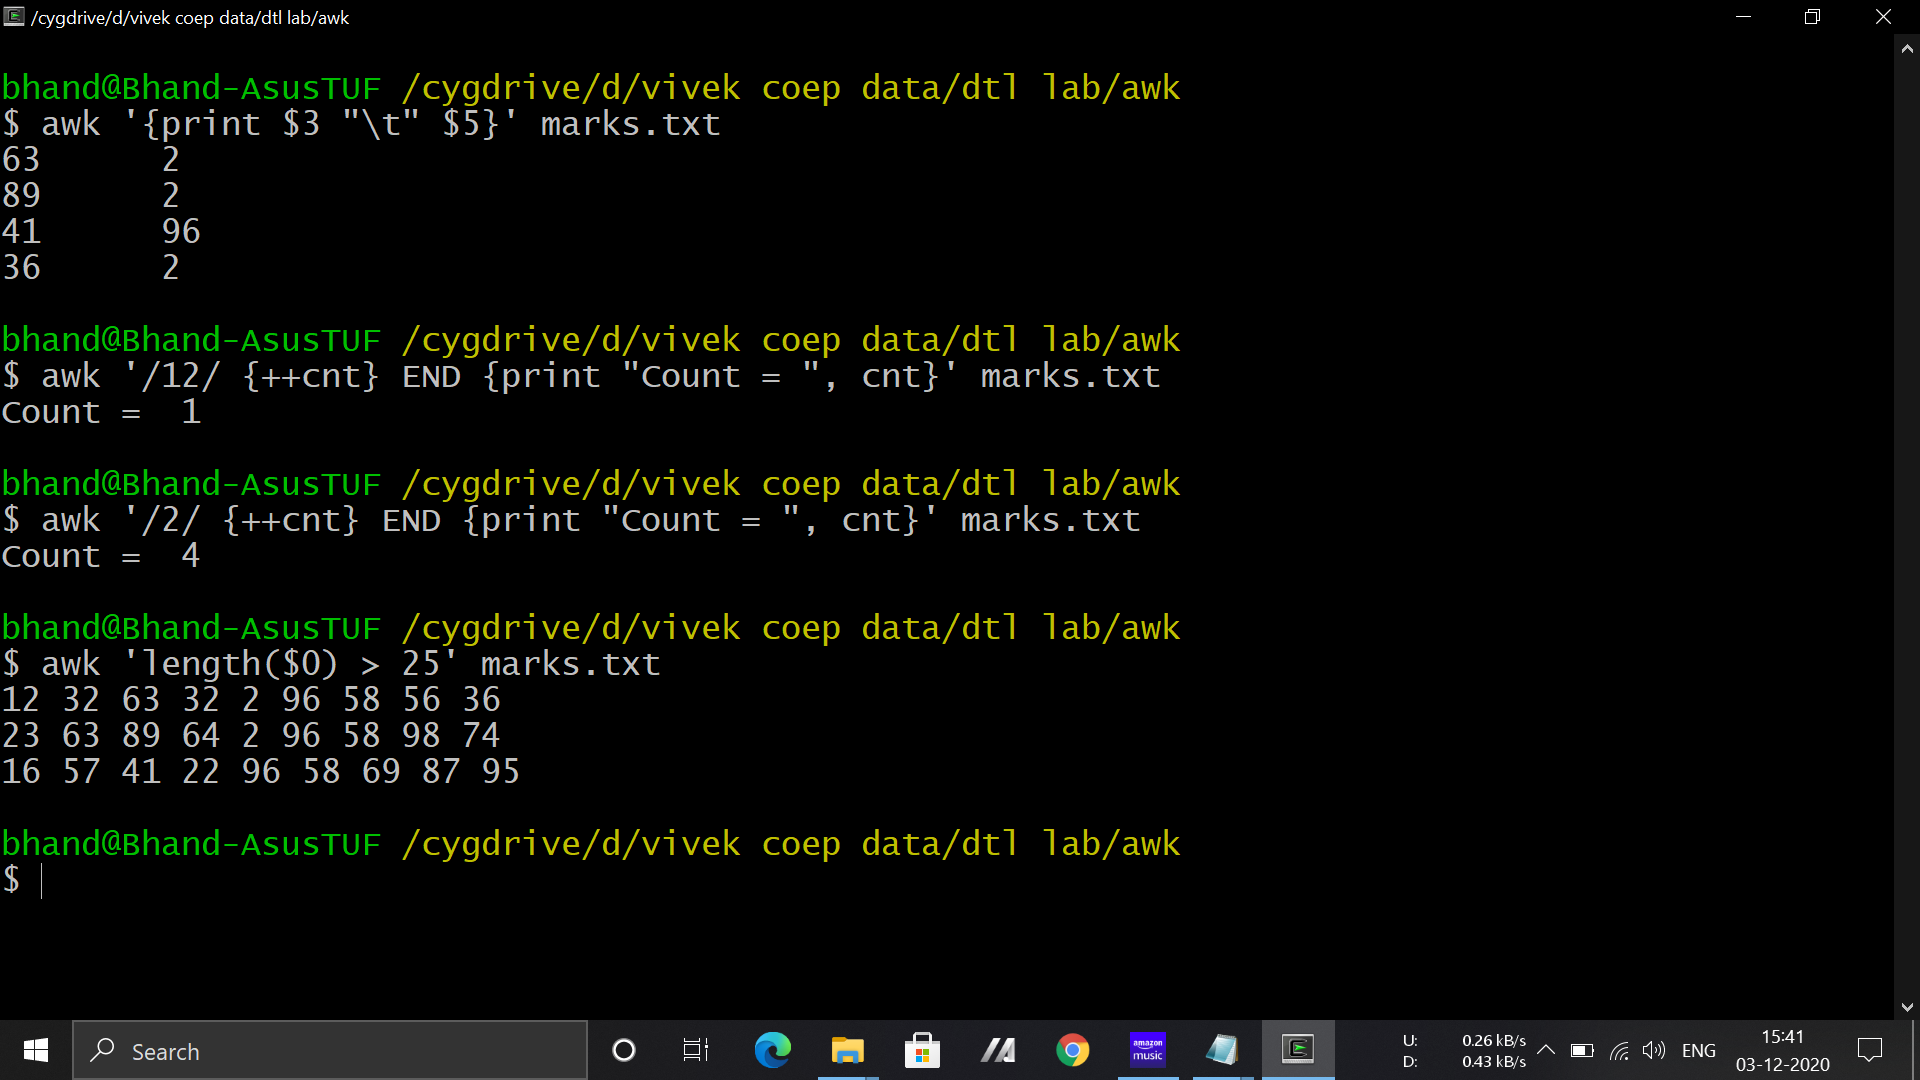 /cygdrive/d/vivek coep data/dtl lab/awk
bhand@Bhand-AsusTUF /cygdrive/d/vivek coep data/dtl lab/awk
$ awk '{print $3 "\t" $5}' marks.txt
63      2
89      2
41      96
36      2
bhand@Bhand-AsusTUF /cygdrive/d/vivek coep data/dtl lab/awk
$ awk '/12/ {++cnt} END {print "Count = ", cnt}' marks.txt
Count =  1
bhand@Bhand-AsusTUF /cygdrive/d/vivek coep data/dtl lab/awk
$ awk '/2/ {++cnt} END {print "Count = ", cnt}' marks.txt
Count =  4
bhand@Bhand-AsusTUF /cygdrive/d/vivek coep data/dtl lab/awk
$ awk 'length($0) > 25' marks.txt
12 32 63 32 2 96 58 56 36
23 63 89 64 2 96 58 98 74
16 57 41 22 96 58 69 87 95
bhand@Bhand-AsusTUF /cygdrive/d/vivek coep data/dtl lab/awk
$
Search
amazon
music
U: 0.26 kB/s
D: 0.43 kB/s
ENG
15:41
03-12-2020